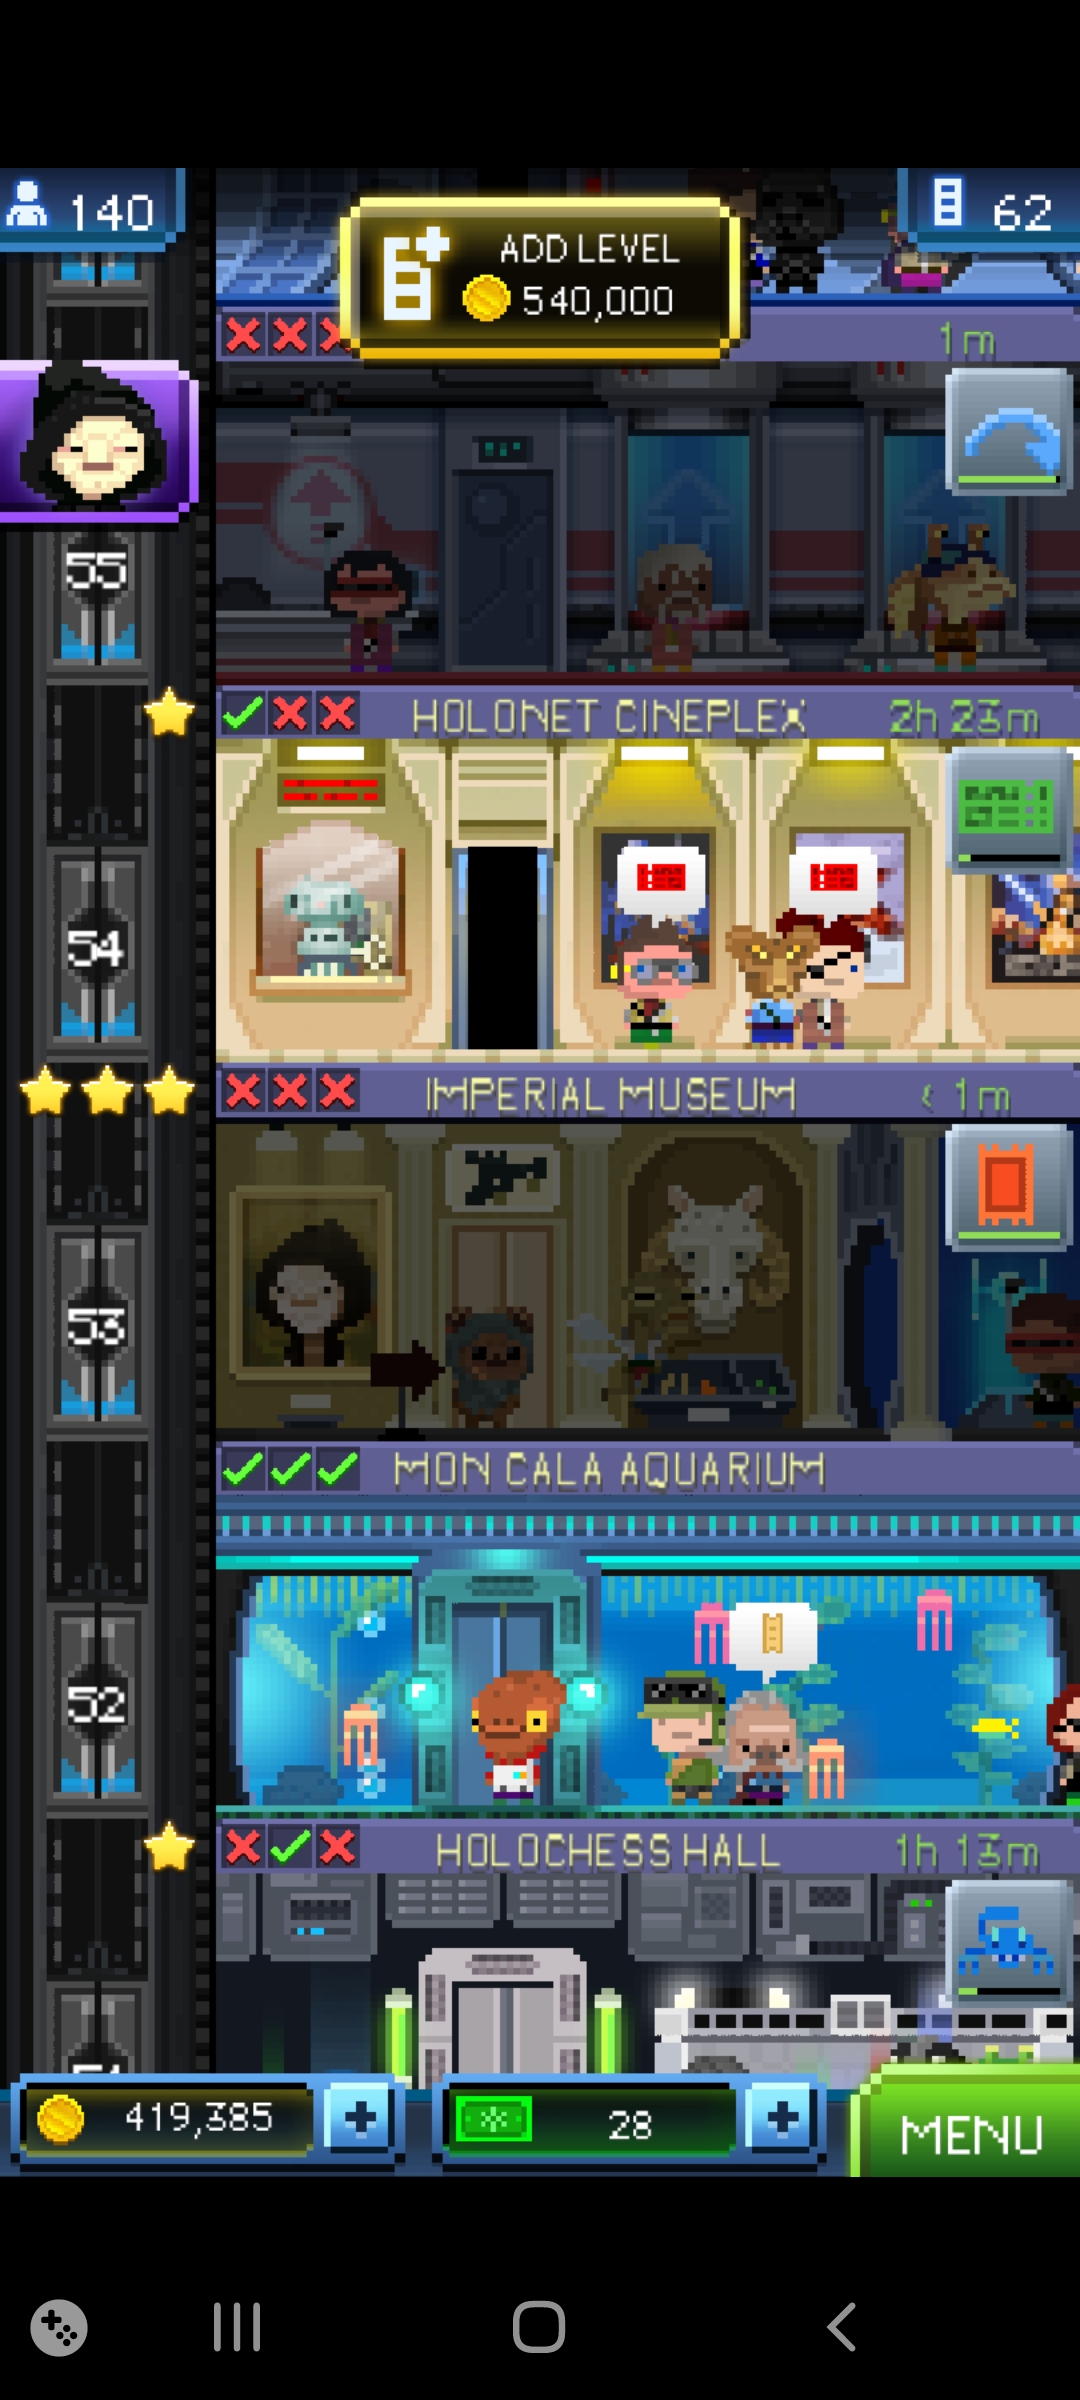 140
ADD LEVEL
540,000
62
1m
55
HOLONET CINEPLEX
2h 23m
54
IMPERIAL MUSEUM
< 1m
53
MON CALA AQUARIUM
52
HOLOCHESS HALL
1h 13m
419,385
28
MENU